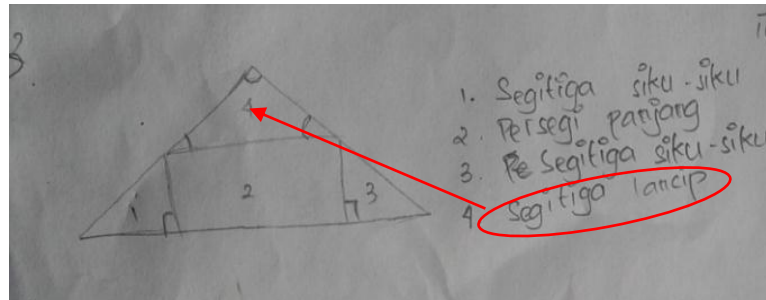 3.
4
1
2
3
1. Segitiga siku-siku
2. Persegi panjang
3. Pe Segitiga siku-siku
4 Segitiga lancip